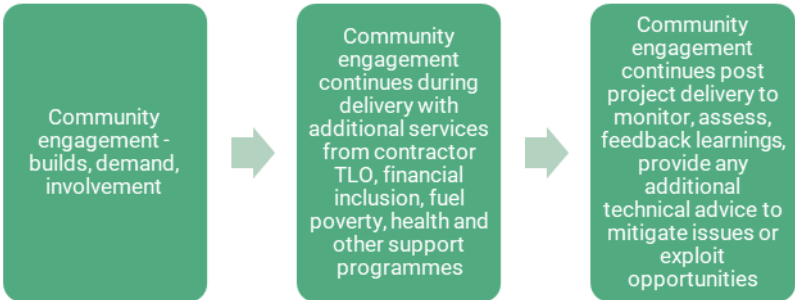 Community
engagement -
builds, demand,
involvement
Community
engagement
continues during
delivery with
additional services
from contractor
TLO, financial
inclusion, fuel
poverty, health and
other support
programmes
Community
engagement
continues post
project delivery to
monitor, assess,
feedback learnings,
provide any
additional
technical advice to
mitigate issues or
exploit
opportunities